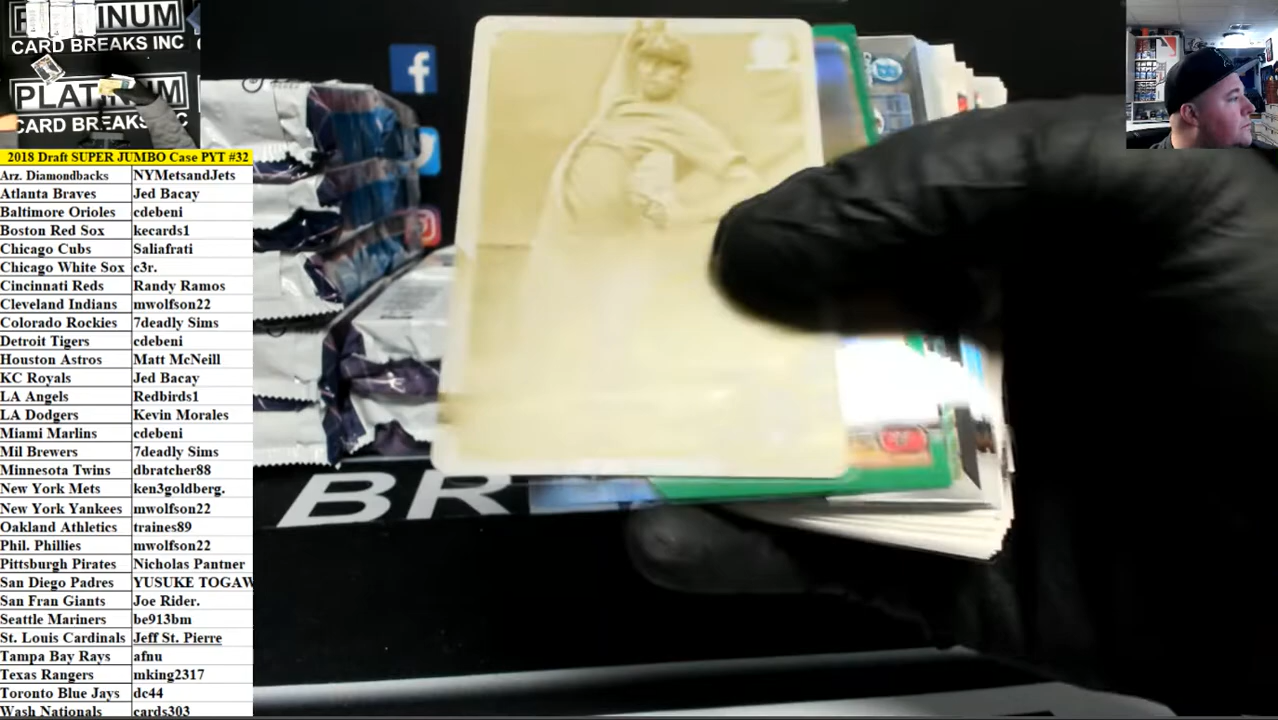 PLATINUM
CARD BREAKS INC
PLATINUM
CARD BREAKS INC
2018 Draft SUPER JUMBO Case PYT #32
Arz. Diamondbacks NYMetsandJets
Atlanta Braves Jed Bacay
Baltimore Orioles cdebeni
Boston Red Sox kecards1
Chicago Cubs Saliafrati
Chicago White Sox c3r.
Cincinnati Reds Randy Ramos
Cleveland Indians mwolfson22
Colorado Rockies 7deadly Sims
Detroit Tigers cdebeni
Houston Astros Matt McNeill
KC Royals Jed Bacay
LA Angels Redbirds1
LA Dodgers Kevin Morales
Miami Marlins cdebeni
Mil Brewers 7deadly Sims
Minnesota Twins dbratcher88
New York Mets ken3goldberg.
New York Yankees mwolfson22
Oakland Athletics traines89
Phil. Phillies mwolfson22
Pittsburgh Pirates Nicholas Pantner
San Diego Padres YUSUKE TOGAW
San Fran Giants Joe Rider.
Seattle Mariners be913bm
St. Louis Cardinals Jeff St. Pierre
Tampa Bay Rays afnu
Texas Rangers mking2317
Toronto Blue Jays dc44
Wash Nationals cards303
BR